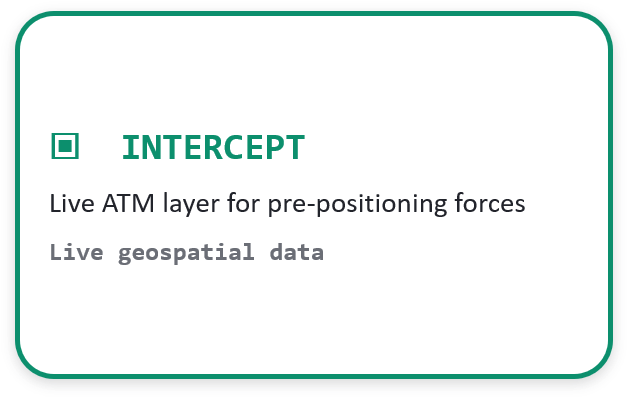 INTERCEPT
Live ATM layer for pre-positioning forces
Live geospatial data